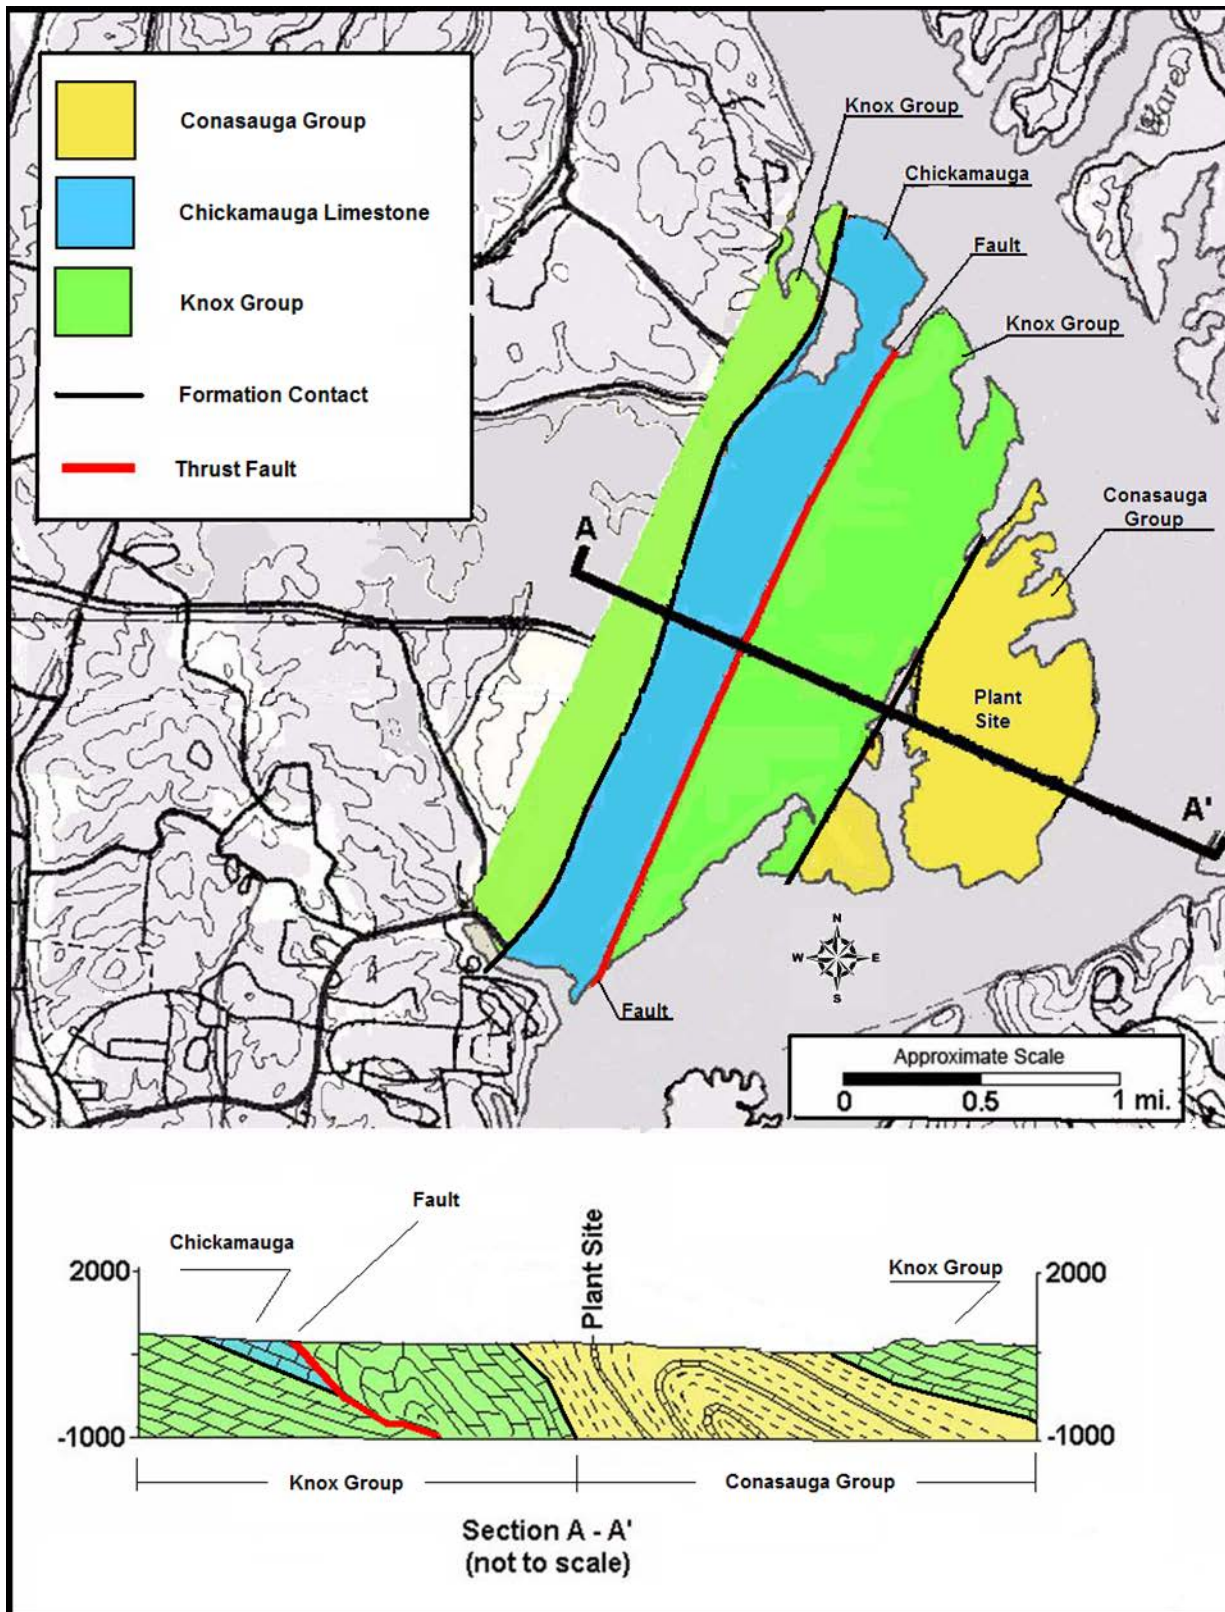 Conasauga Group
Chickamauga Limestone
Knox Group
Formation Contact
Thrust Fault
Knox Group
Chickamauga
Fault
Knox Group
Conasauga
Group
A
Plant
Site
A'
N
W
E
S
Fault
Approximate Scale
0
0.5
1 mi.
Fault
Chickamauga
Plant Site
Knox Group
2000
2000
-1000
-1000
Knox Group
Conasauga Group
Section A - A'
(not to scale)